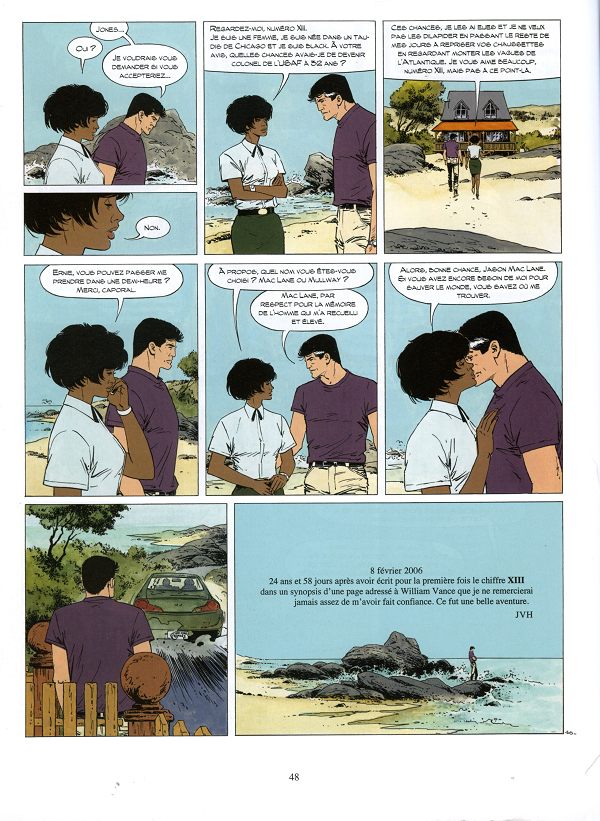 JONES...
OUI ?
JE VOUDRAIS VOUS
DEMANDER SI VOUS
ACCEPTERIEZ...
NON.
REGARDEZ-MOI, NUMÉRO XIII.
JE SUIS UNE FEMME, JE SUIS NÉE DANS UN TAU-
DIS DE CHICAGO ET JE SUIS BLACK. À VOTRE
AVIS, QUELLES CHANCES AVAIS-JE DE DEVENIR
COLONEL DE L'USAF À 32 ANS ?
CES CHANCES, JE LES AI EUES ET JE NE VEUX
PAS LES DILAPIDER EN PASSANT LE RESTE DE
MES JOURS À REPRISER VOS CHAUSSETTES
EN REGARDANT MONTER LES VAGUES DE
L'ATLANTIQUE. JE VOUS AIME BEAUCOUP,
NUMÉRO XIII, MAIS PAS À CE POINT-LÀ.
ERNIE, VOUS POUVEZ PASSER ME
PRENDRE DANS UNE DEMI-HEURE ?
MERCI, CAPORAL.
À PROPOS, QUEL NOM VOUS ÊTES-VOUS
CHOISI ? MAC LANE OU MULLWAY ?
MAC LANE, PAR
RESPECT POUR LA MÉMOIRE
DE L'HOMME QUI M'A RECUEILLI
ET ÉLEVÉ.
ALORS, BONNE CHANCE, JASON MAC LANE.
SI VOUS AVEZ ENCORE BESOIN DE MOI POUR
SAUVER LE MONDE, VOUS SAVEZ OÙ ME
TROUVER.
8 février 2006
24 ans et 58 jours après avoir écrit pour la première fois le chiffre XIII
dans un synopsis d'une page adressé à William Vance que je ne remercierai
jamais assez de m'avoir fait confiance. Ce fut une belle aventure.
JVH
46.
48